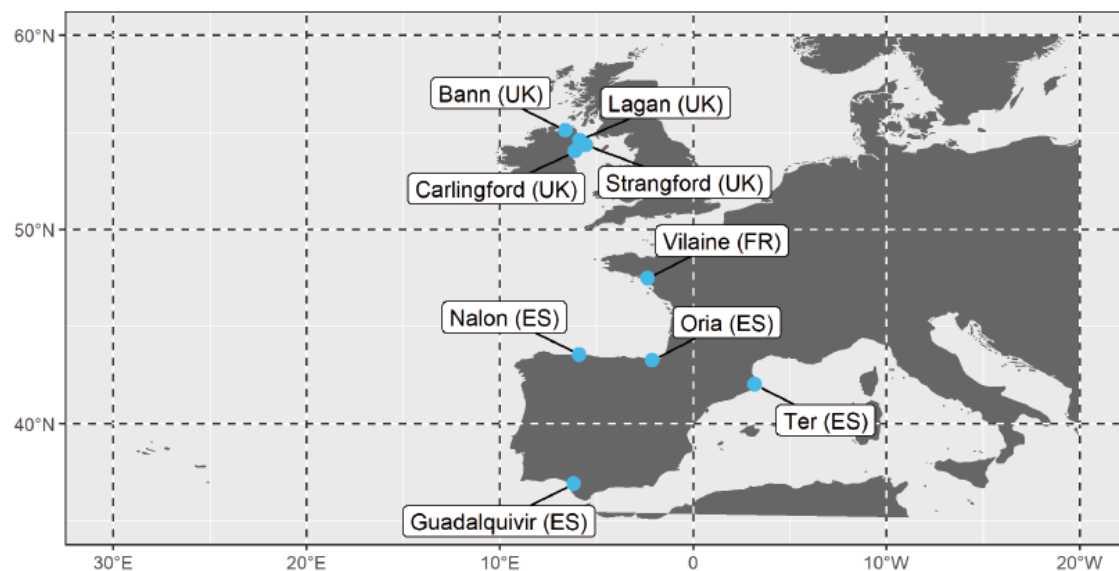 60°N
Bann (UK)
Lagan (UK)
Carlingford (UK)
Strangford (UK)
50°N
Vilaine (FR)
Nalon (ES)
Oria (ES)
40°N
Ter (ES)
Guadalquivir (ES)
30°E
20°E
10°E
0
10°W
20°W